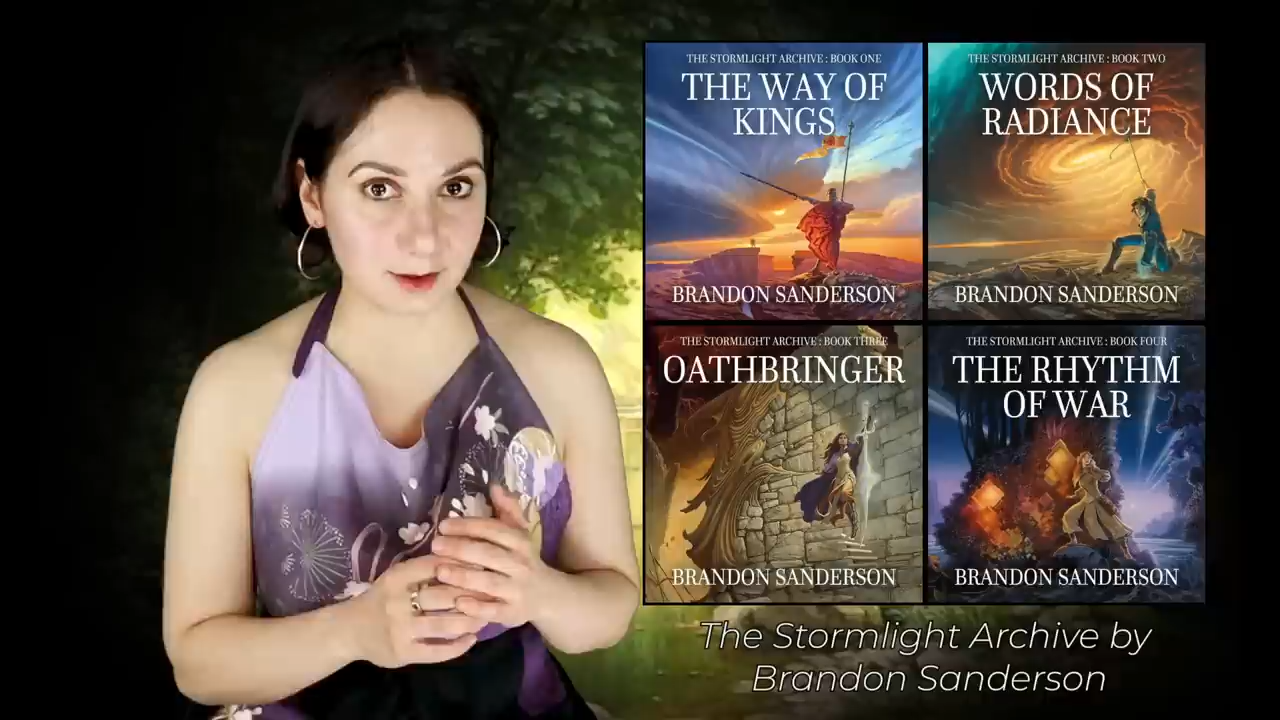 THE STORMLIGHT ARCHIVE : BOOK ONE
THE WAY OF
KINGS
BRANDON SANDERSON
THE STORMLIGHT ARCHIVE : BOOK TWO
WORDS OF
RADIANCE
BRANDON SANDERSON
THE STORMLIGHT ARCHIVE : BOOK THREE
OATHBRINGER
BRANDON SANDERSON
THE STORMLIGHT ARCHIVE : BOOK FOUR
THE RHYTHM
OF WAR
BRANDON SANDERSON
The Stormlight Archive by
Brandon Sanderson